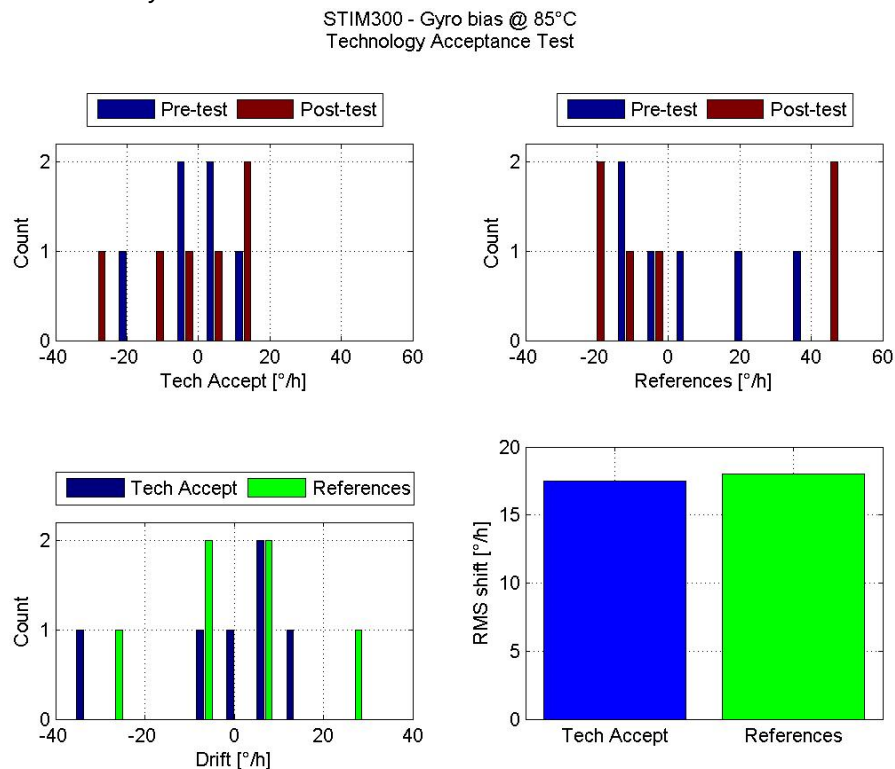 STIM300 - Gyro bias @ 85°C
Technology Acceptance Test
Pre-test Post-test
2
1
0
Count
-40 -20 0 20 40 60
Tech Accept [°/h]
Pre-test Post-test
2
1
0
Count
-40 -20 0 20 40 60
References [°/h]
Tech Accept References
2
1
0
Count
-40 -20 0 20 40
Drift [°/h]
20
15
10
5
0
RMS shift [°/h]
Tech Accept References